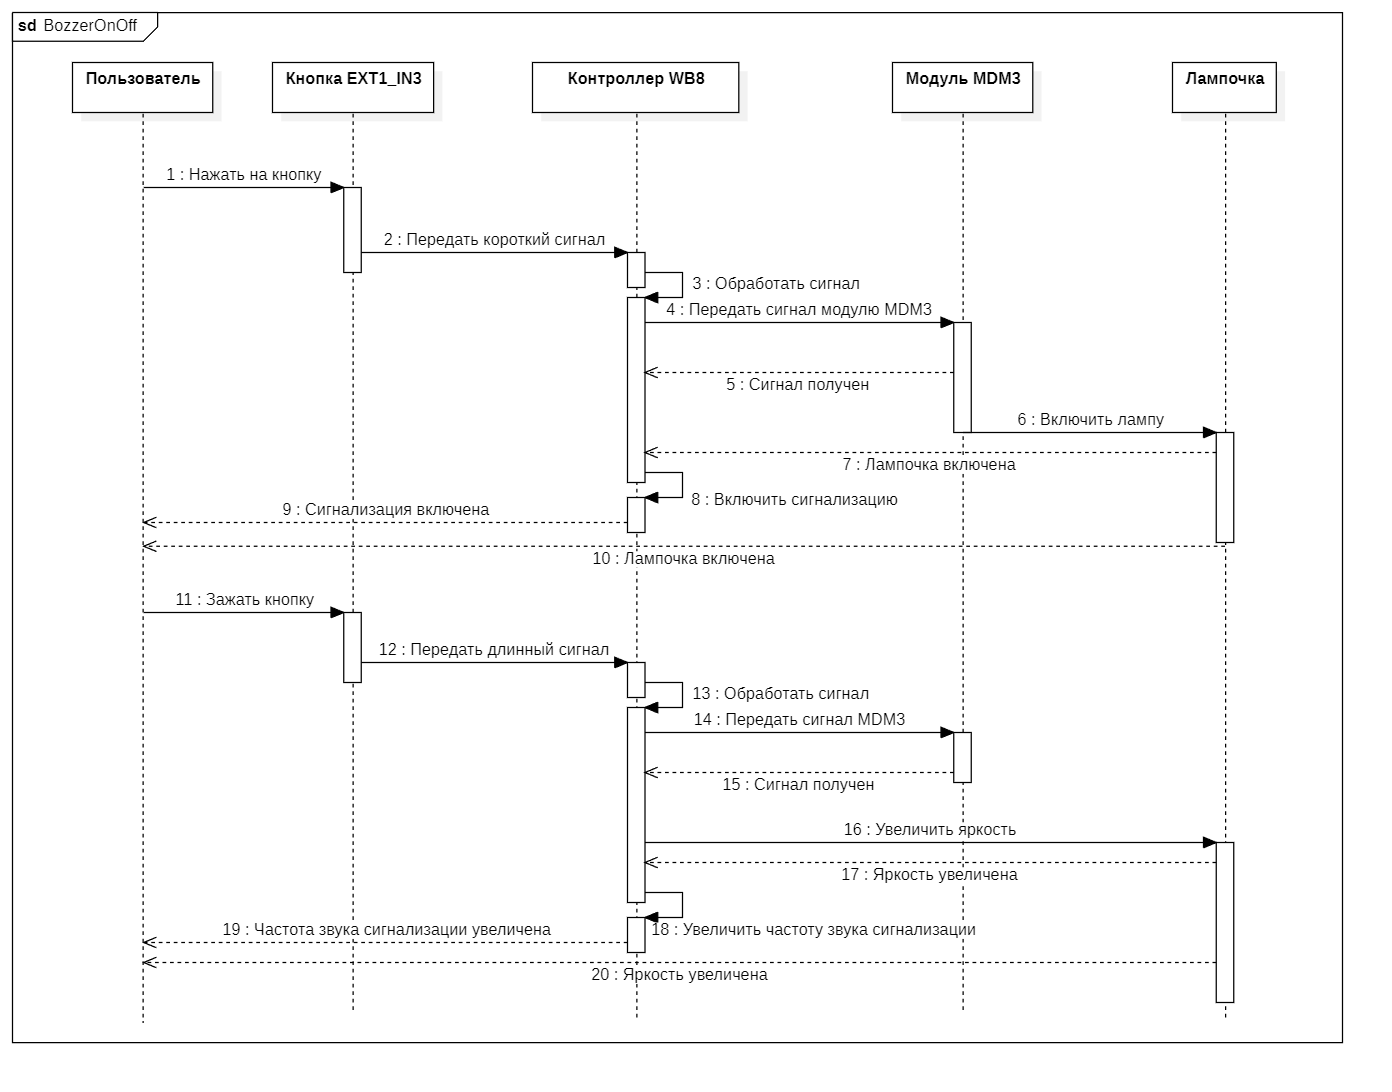 sd BozzerOnOff
Пользователь
Кнопка EXT1_IN3
Контроллер WB8
Модуль MDM3
Лампочка
1 : Нажать на кнопку
2 : Передать короткий сигнал
3 : Обработать сигнал
4 : Передать сигнал модулю MDM3
5 : Сигнал получен
6 : Включить лампу
7 : Лампочка включена
8 : Включить сигнализацию
9 : Сигнализация включена
10 : Лампочка включена
11 : Зажать кнопку
12 : Передать длинный сигнал
13 : Обработать сигнал
14 : Передать сигнал MDM3
15 : Сигнал получен
16 : Увеличить яркость
17 : Яркость увеличена
18 : Увеличить частоту звука сигнализации
19 : Частота звука сигнализации увеличена
20 : Яркость увеличена